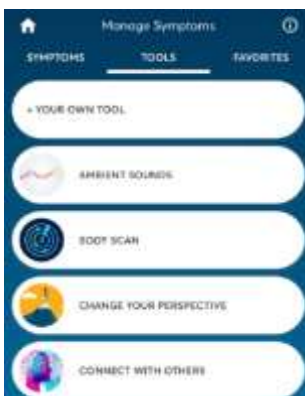 Manage Symptoms
SYMPTOMS TOOLS FAVORITES
+ YOUR OWN TOOL
AMBIENT SOUNDS
BODY SCAN
CHANGE YOUR PERSPECTIVE
CONNECT WITH OTHERS